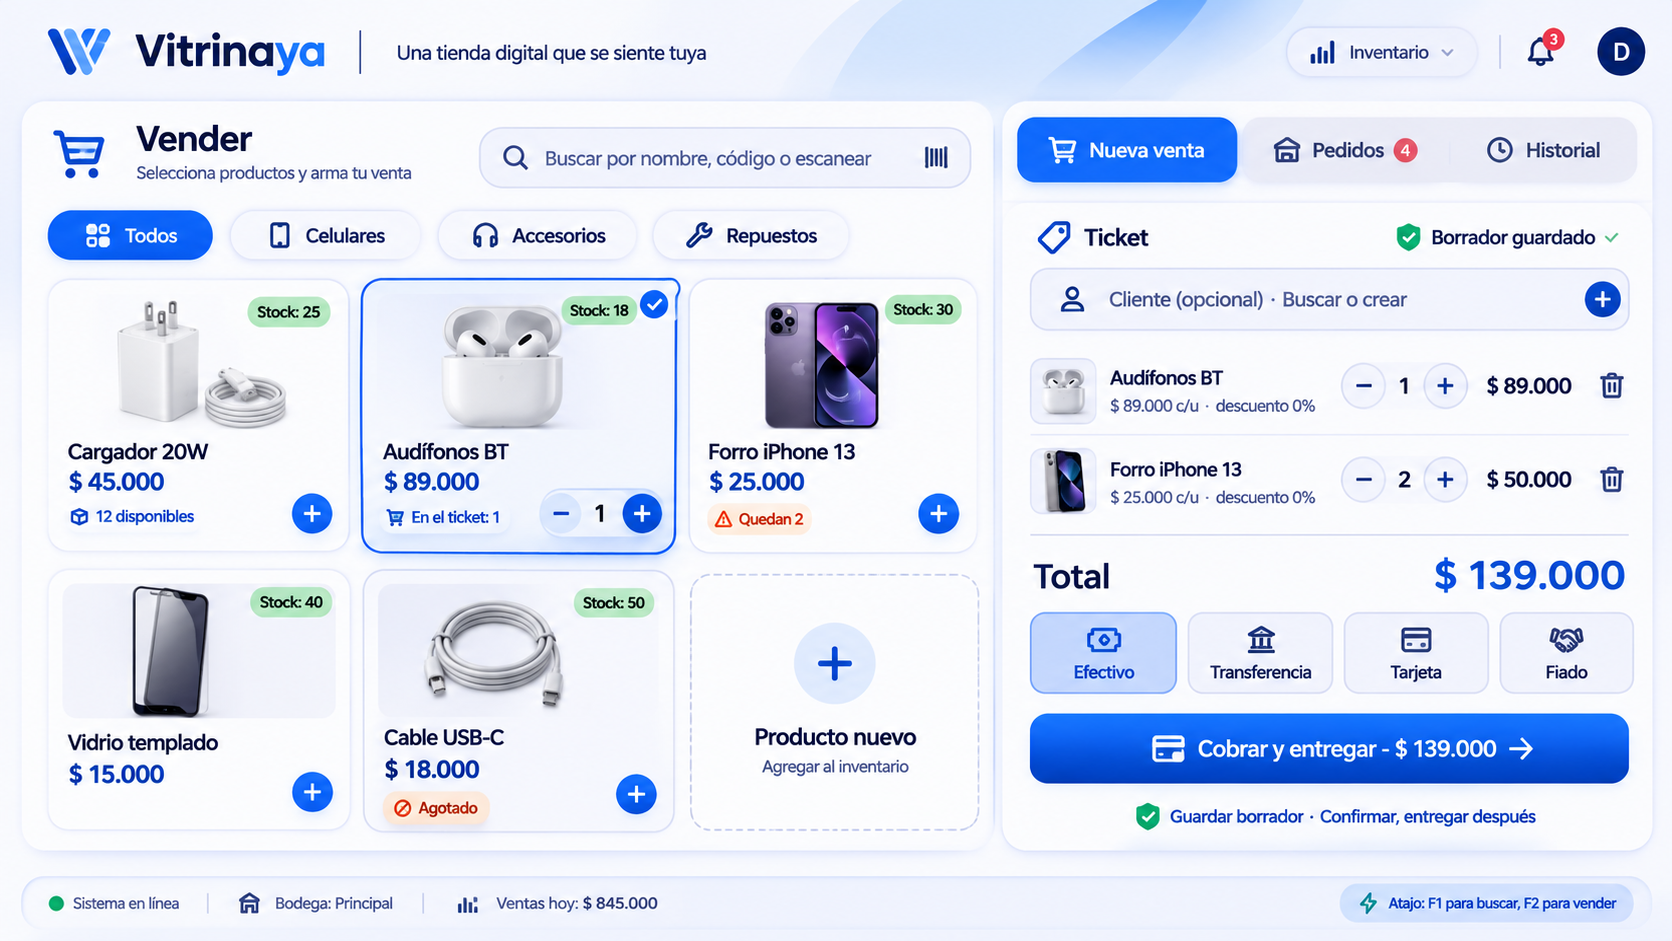 Vitrinaya
Una tienda digital que se siente tuya
Inventario
3
D
Vender
Selecciona productos y arma tu venta
Buscar por nombre, código o escanear
Todos
Celulares
Accesorios
Repuestos
Stock: 25
Cargador 20W
$ 45.000
12 disponibles
Stock: 18
Audífonos BT
$ 89.000
En el ticket: 1
1
Stock: 30
Forro iPhone 13
$ 25.000
Quedan 2
Stock: 40
Vidrio templado
$ 15.000
Stock: 50
Cable USB-C
$ 18.000
Agotado
Producto nuevo
Agregar al inventario
Nueva venta
Pedidos 4
Historial
Ticket
Borrador guardado
Cliente (opcional) · Buscar o crear
Audífonos BT
$ 89.000 c/u · descuento 0%
1
$ 89.000
Forro iPhone 13
$ 25.000 c/u · descuento 0%
2
$ 50.000
Total
$ 139.000
Efectivo
Transferencia
Tarjeta
Fiado
Cobrar y entregar - $ 139.000
Guardar borrador · Confirmar, entregar después
Sistema en línea
Bodega: Principal
Ventas hoy: $ 845.000
Atajo: F1 para buscar, F2 para vender